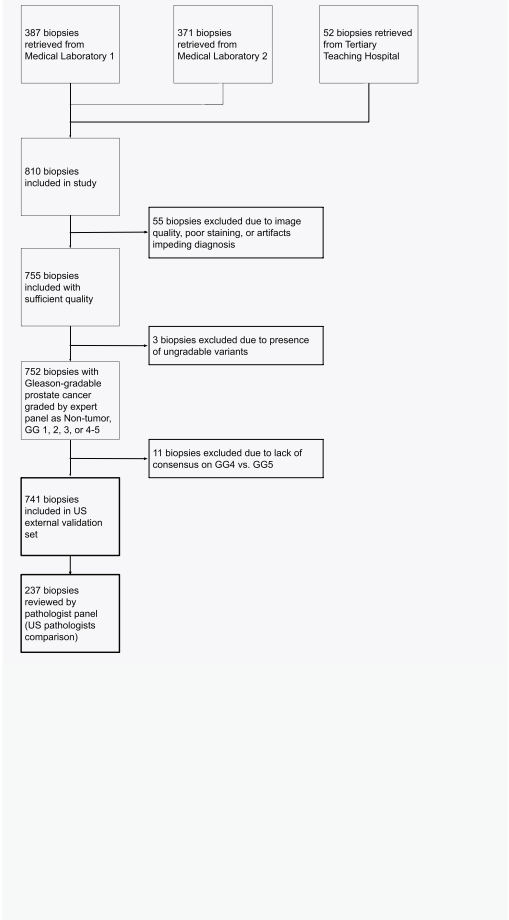 387 biopsies
retrieved from
Medical Laboratory 1
371 biopsies
retrieved from
Medical Laboratory 2
52 biopsies retrieved
from Tertiary
Teaching Hospital
810 biopsies
included in study
55 biopsies excluded due to image
quality, poor staining, or artifacts
impeding diagnosis
755 biopsies
included with
sufficient quality
3 biopsies excluded due to presence
of ungradable variants
752 biopsies with
Gleason-gradable
prostate cancer
graded by expert
panel as Non-tumor,
GG 1, 2, 3, or 4-5
11 biopsies excluded due to lack of
consensus on GG4 vs. GG5
741 biopsies
included in US
external validation
set
237 biopsies
reviewed by
pathologist panel
(US pathologists
comparison)